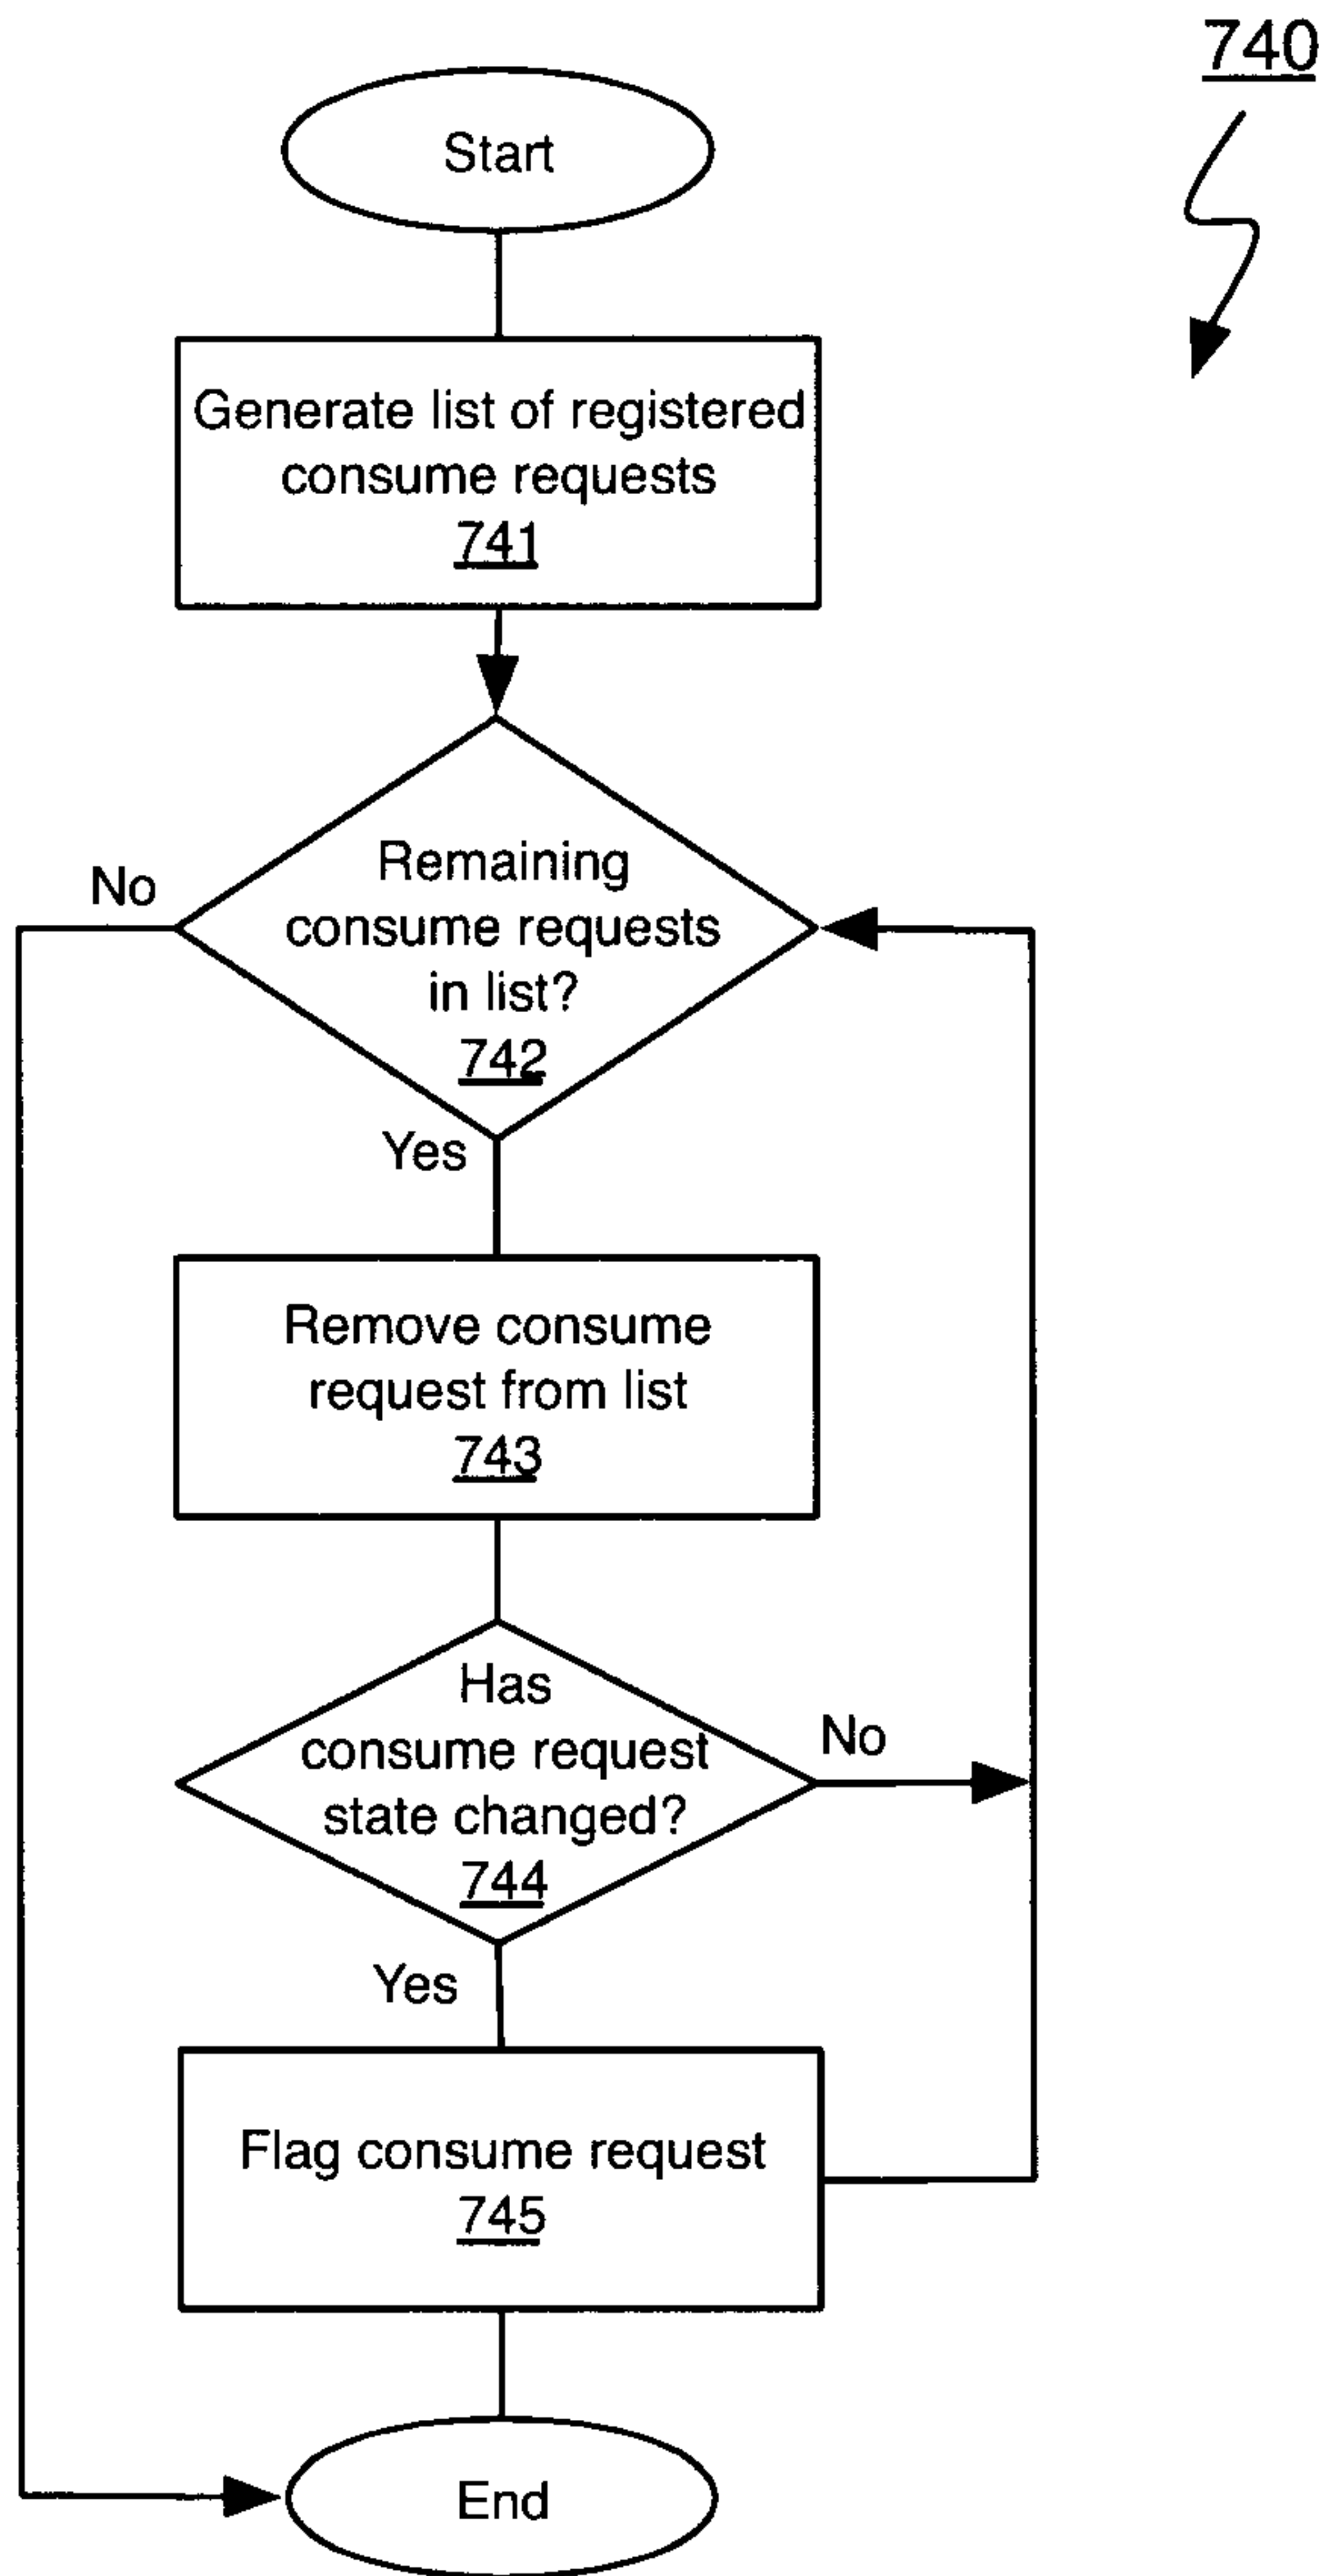 740
Start
Generate list of registered
consume requests
741
Remaining
consume requests
in list?
742
No
Yes
Remove consume
request from list
743
Has
consume request
state changed?
744
No
Yes
Flag consume request
745
End